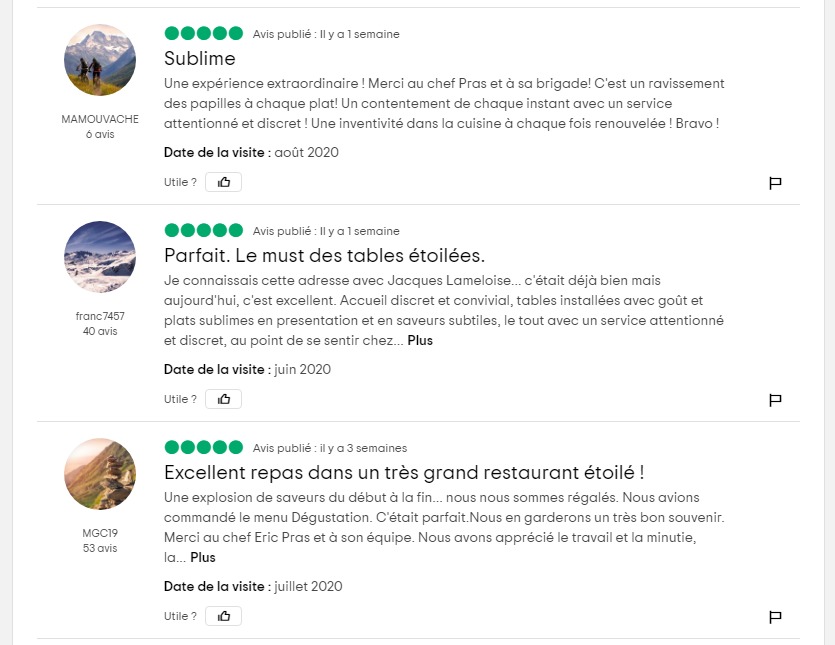 Avis publié : Il y a 1 semaine
Sublime
Une expérience extraordinaire ! Merci au chef Pras et à sa brigade! C'est un ravissement
des papilles à chaque plat! Un contentement de chaque instant avec un service
attentionné et discret ! Une inventivité dans la cuisine à chaque fois renouvelée ! Bravo !
MAMOUVACHE
6 avis
Date de la visite : août 2020
Utile ?
Avis publié : Il y a 1 semaine
Parfait. Le must des tables étoilées.
Je connaissais cette adresse avec Jacques Lameloise... c'était déjà bien mais
aujourd'hui, c'est excellent. Accueil discret et convivial, tables installées avec goût et
plats sublimes en presentation et en saveurs subtiles, le tout avec un service attentionné
et discret, au point de se sentir chez... Plus
franc7457
40 avis
Date de la visite : juin 2020
Utile ?
Avis publié : il y a 3 semaines
Excellent repas dans un très grand restaurant étoilé !
Une explosion de saveurs du début à la fin... nous nous sommes régalés. Nous avions
commandé le menu Dégustation. C'était parfait.Nous en garderons un très bon souvenir.
Merci au chef Eric Pras et à son équipe. Nous avons apprécié le travail et la minutie,
la... Plus
MGC19
53 avis
Date de la visite : juillet 2020
Utile ?